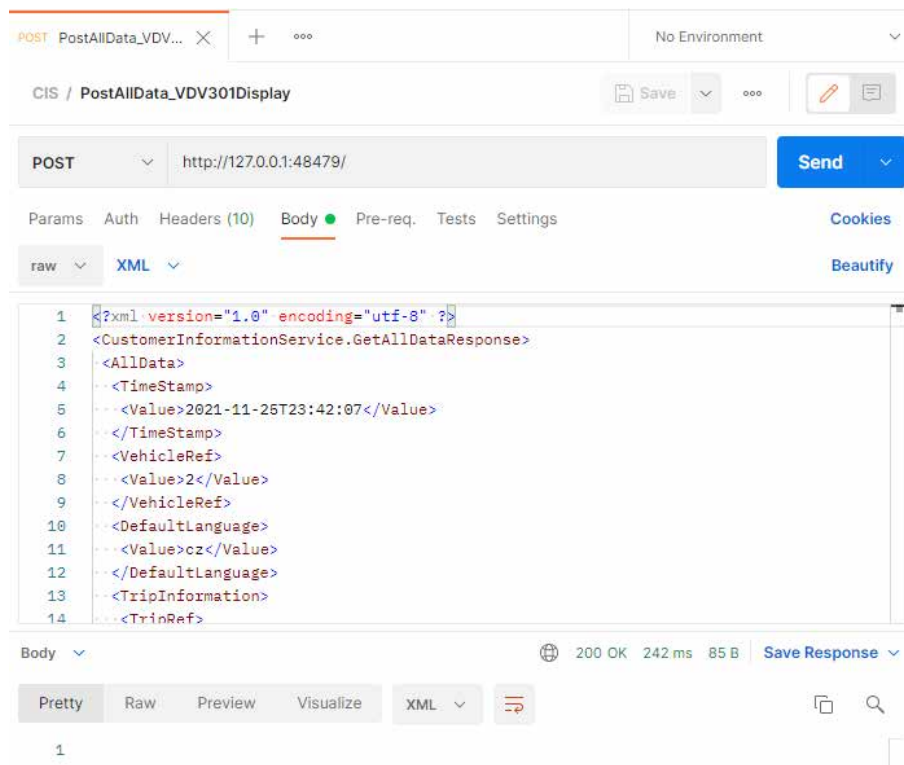 POST PostAllData_VDV... No Environment
CIS / PostAllData_VDV301Display Save
POST http://127.0.0.1:48479/ Send
Params Auth Headers (10) Body Pre-req. Tests Settings Cookies
raw XML Beautify
1 <?xml version="1.0" encoding="utf-8" ?>
2 <CustomerInformationService.GetAllDataResponse>
3 <AllData>
4 <TimeStamp>
5 <Value>2021-11-25T23:42:07</Value>
6 </TimeStamp>
7 <VehicleRef>
8 <Value>2</Value>
9 </VehicleRef>
10 <DefaultLanguage>
11 <Value>cz</Value>
12 </DefaultLanguage>
13 <TripInformation>
14 <TripRef>
Body 200 OK 242 ms 85 B Save Response
Pretty Raw Preview Visualize XML
1